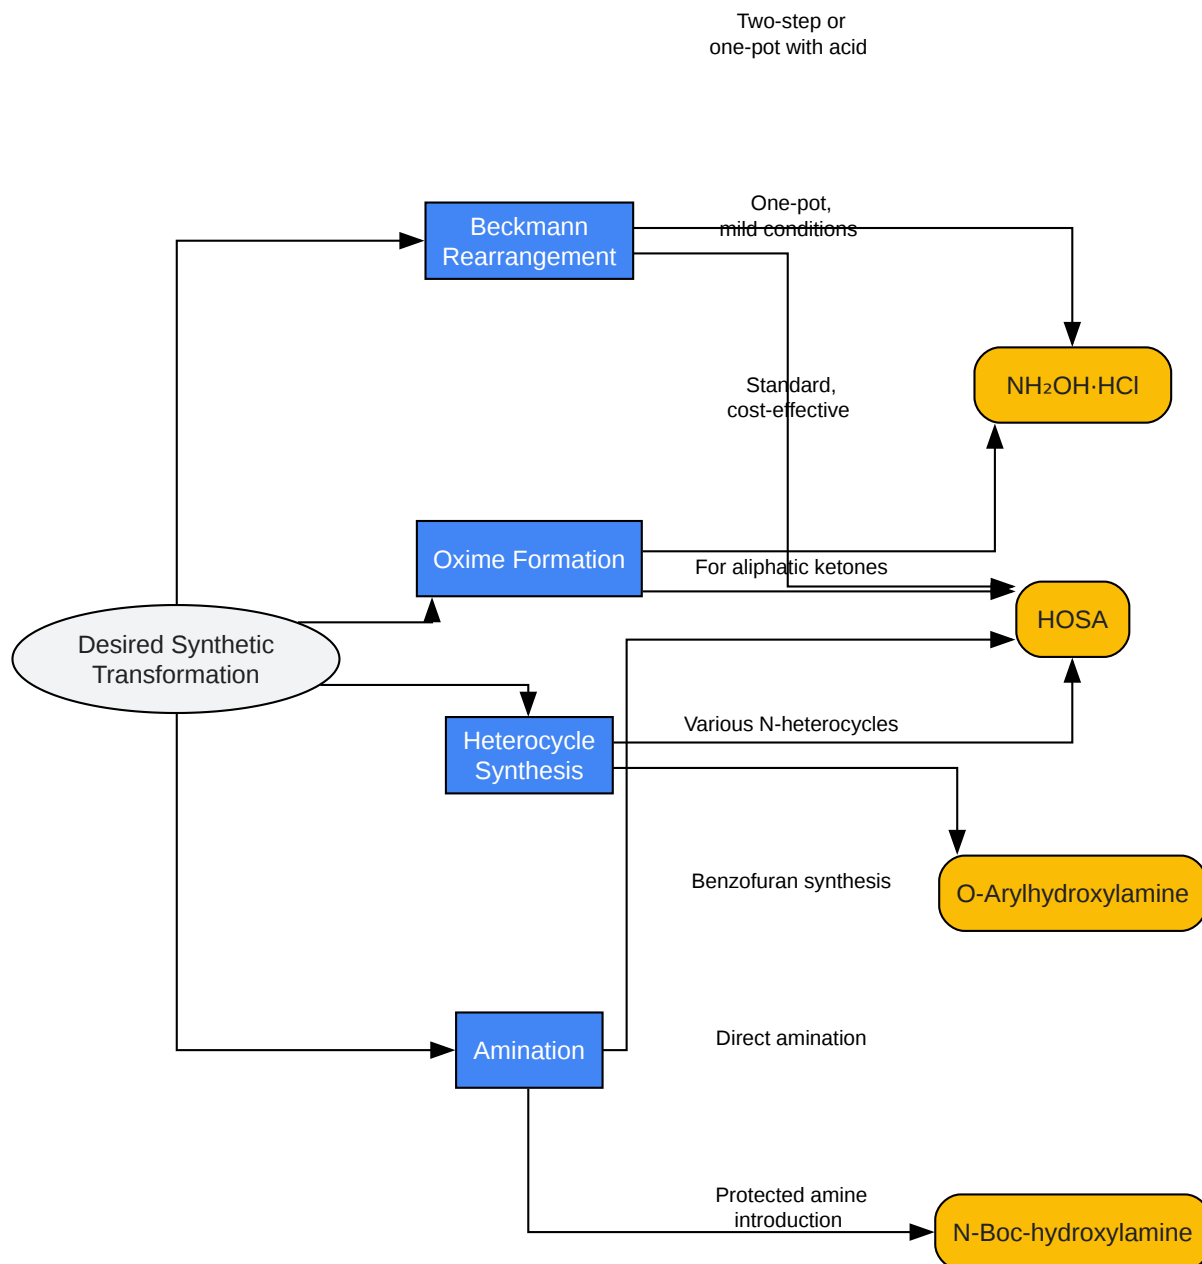 Two-step or
one-pot with acid
One-pot,
mild conditions
Beckmann
Rearrangement
Standard,
cost-effective
NH₂OH·HCl
Oxime Formation
For aliphatic ketones
HOSA
Desired Synthetic
Transformation
Various N-heterocycles
Heterocycle
Synthesis
Benzofuran synthesis
O-Arylhydroxylamine
Direct amination
Amination
Protected amine
introduction
N-Boc-hydroxylamine